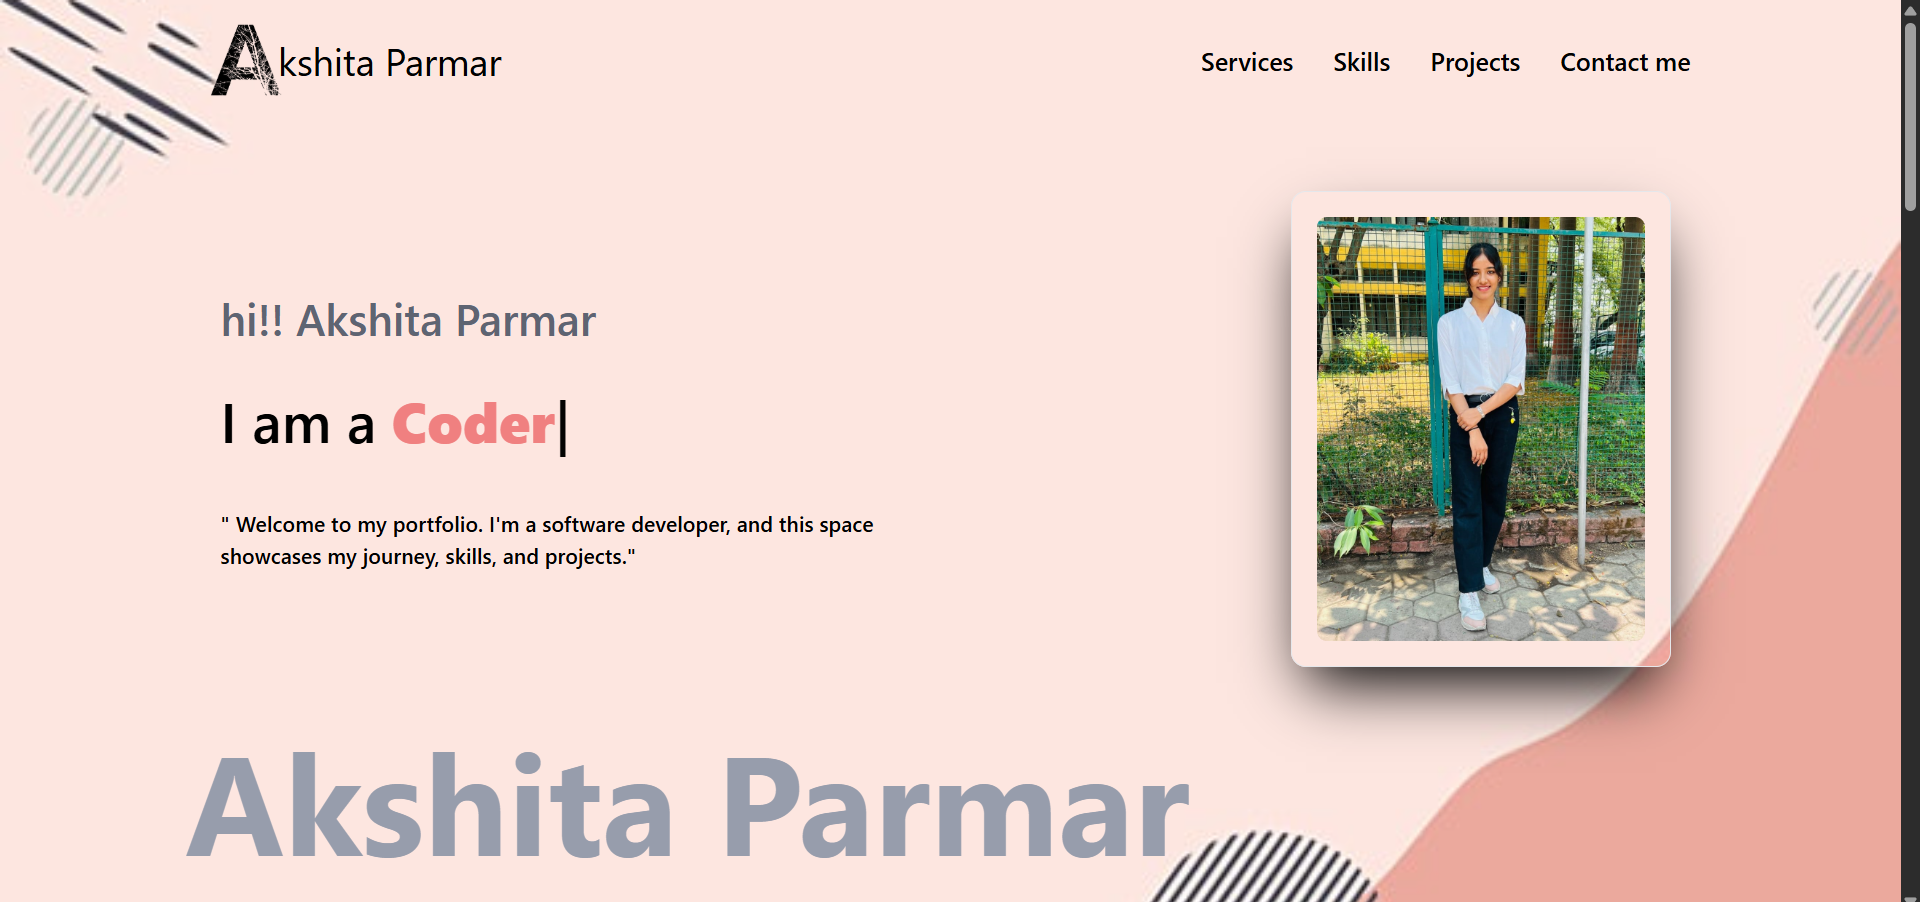 Akshita Parmar
Services Skills Projects Contact me
hi!! Akshita Parmar
I am a Coder|
" Welcome to my portfolio. I'm a software developer, and this space
showcases my journey, skills, and projects."
Akshita Parmar